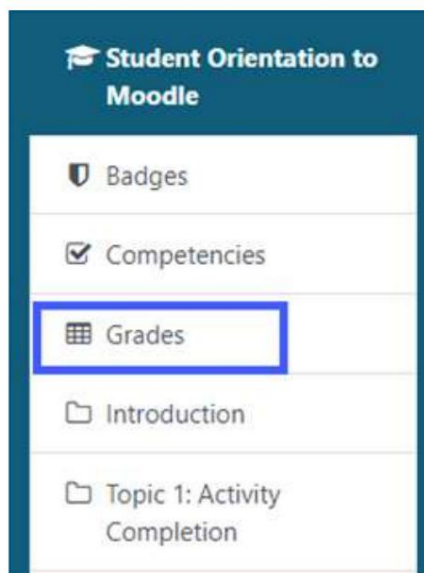 Student Orientation to
Moodle
Badges
Competencies
Grades
Introduction
Topic 1: Activity
Completion